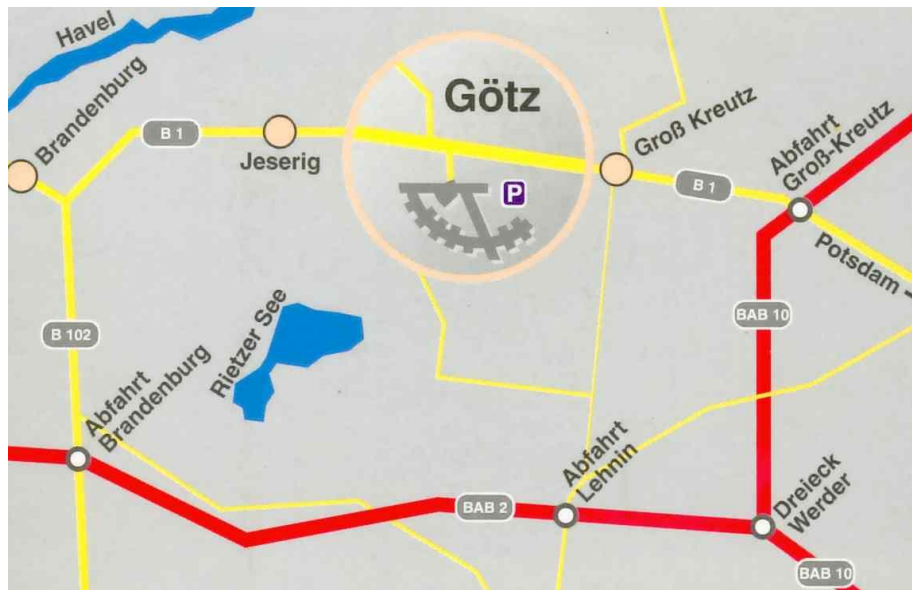 Havel
Brandenburg
B 1
Jeserig
Götz
P
Groß Kreutz
B 1
Abfahrt
Groß-Kreutz
Potsdam
BAB 10
B 102
Rietzer See
Abfahrt
Brandenburg
BAB 2
Abfahrt
Lehnin
Dreieck
Werder
BAB 10